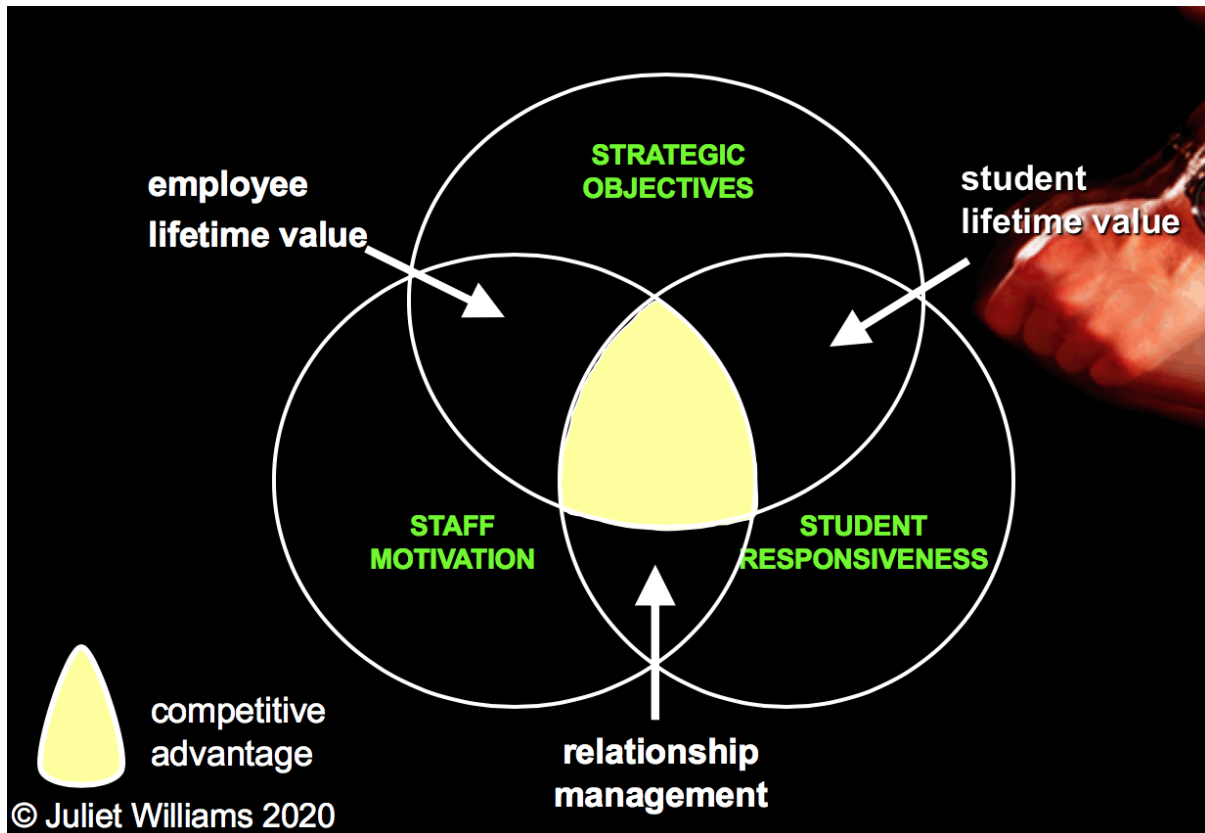 STRATEGIC
OBJECTIVES
employee
lifetime value
student
lifetime value
STAFF
MOTIVATION
STUDENT
RESPONSIVENESS
competitive
advantage
relationship
management
© Juliet Williams 2020